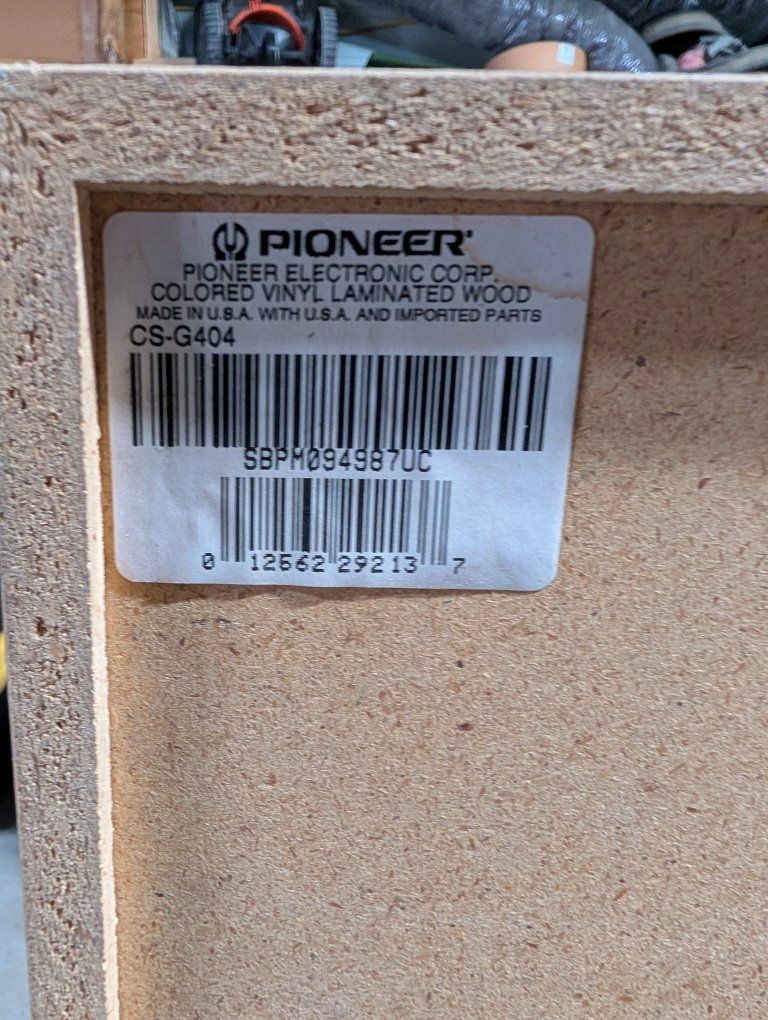 PIONEER
PIONEER ELECTRONIC CORP.
COLORED VINYL LAMINATED WOOD
MADE IN U.S.A. WITH U.S.A. AND IMPORTED PARTS
CS-G404
SBPM094987UC
0 12562 29213 7